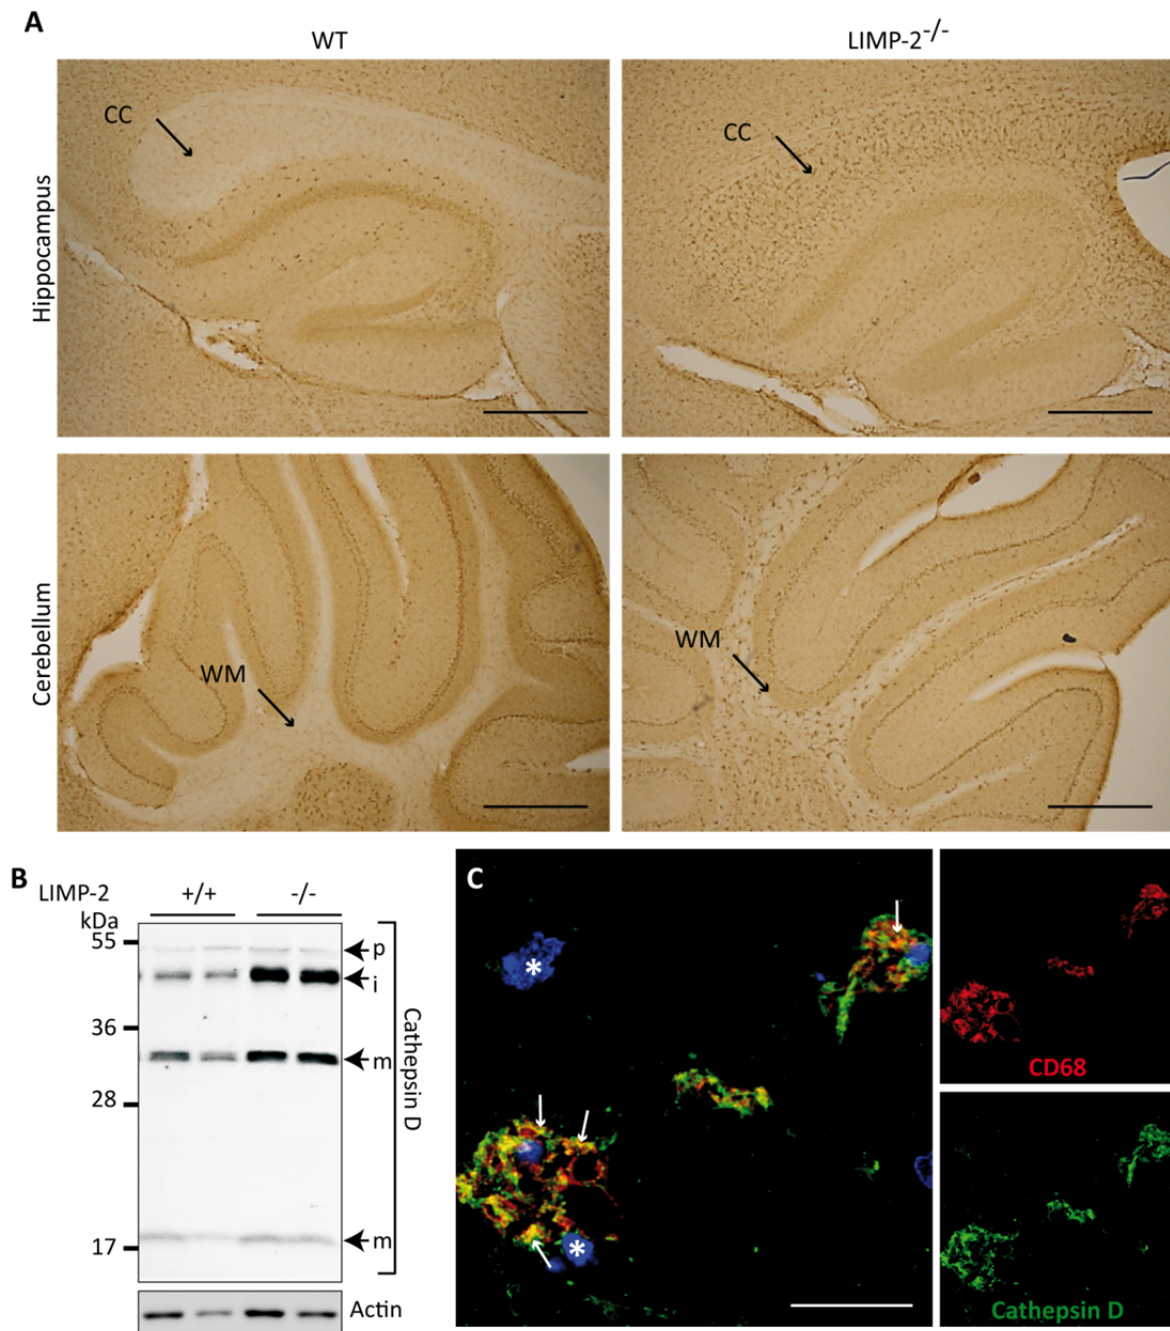 A
WT
LIMP-2-/-
Hippocampus
CC
CC
Cerebellum
WM
WM
B
LIMP-2
+/+
-/-
kDa
55
36
28
17
p
i
m
m
Cathepsin D
Actin
C
*
*
CD68
Cathepsin D